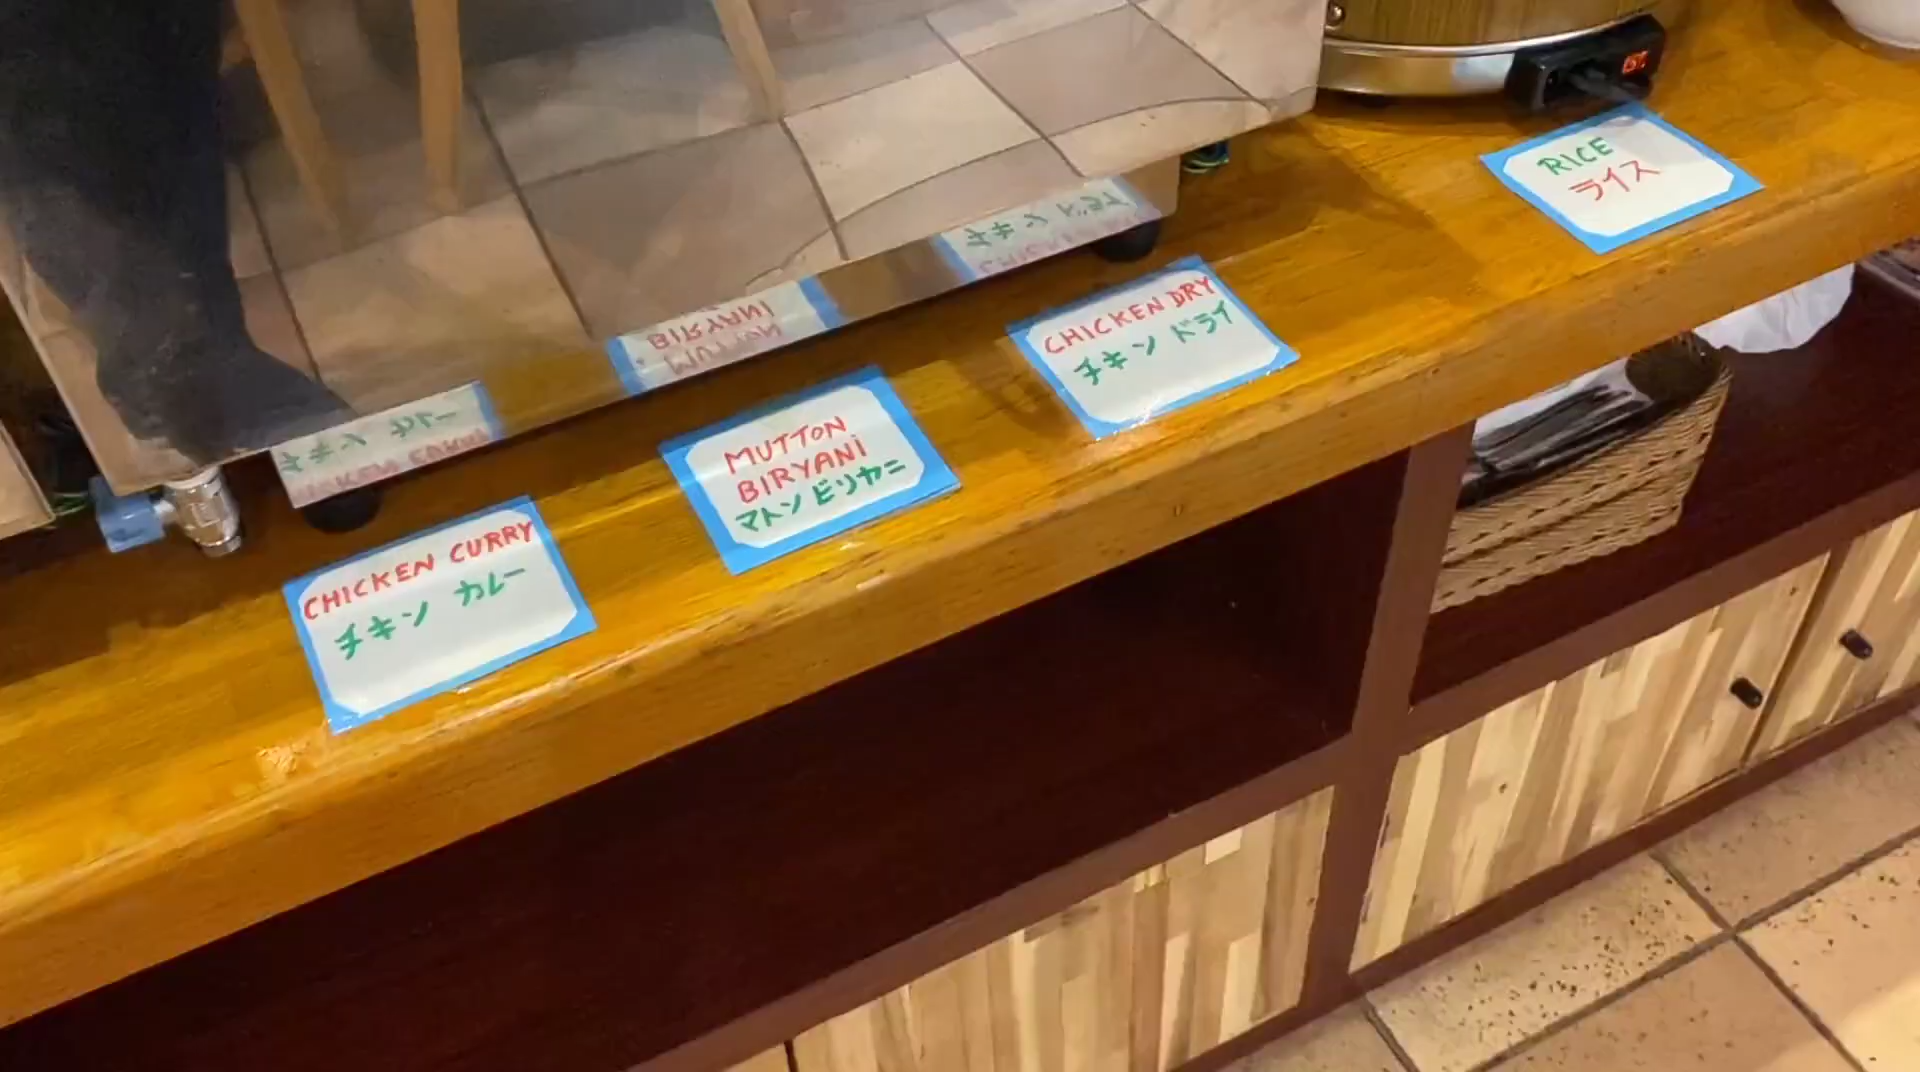 CHICKEN CURRY
チキン カレー
MUTTON
BIRYANi
マトン ビリヤニ
CHICKEN DRY
チキン ドライ
RICE
ライス